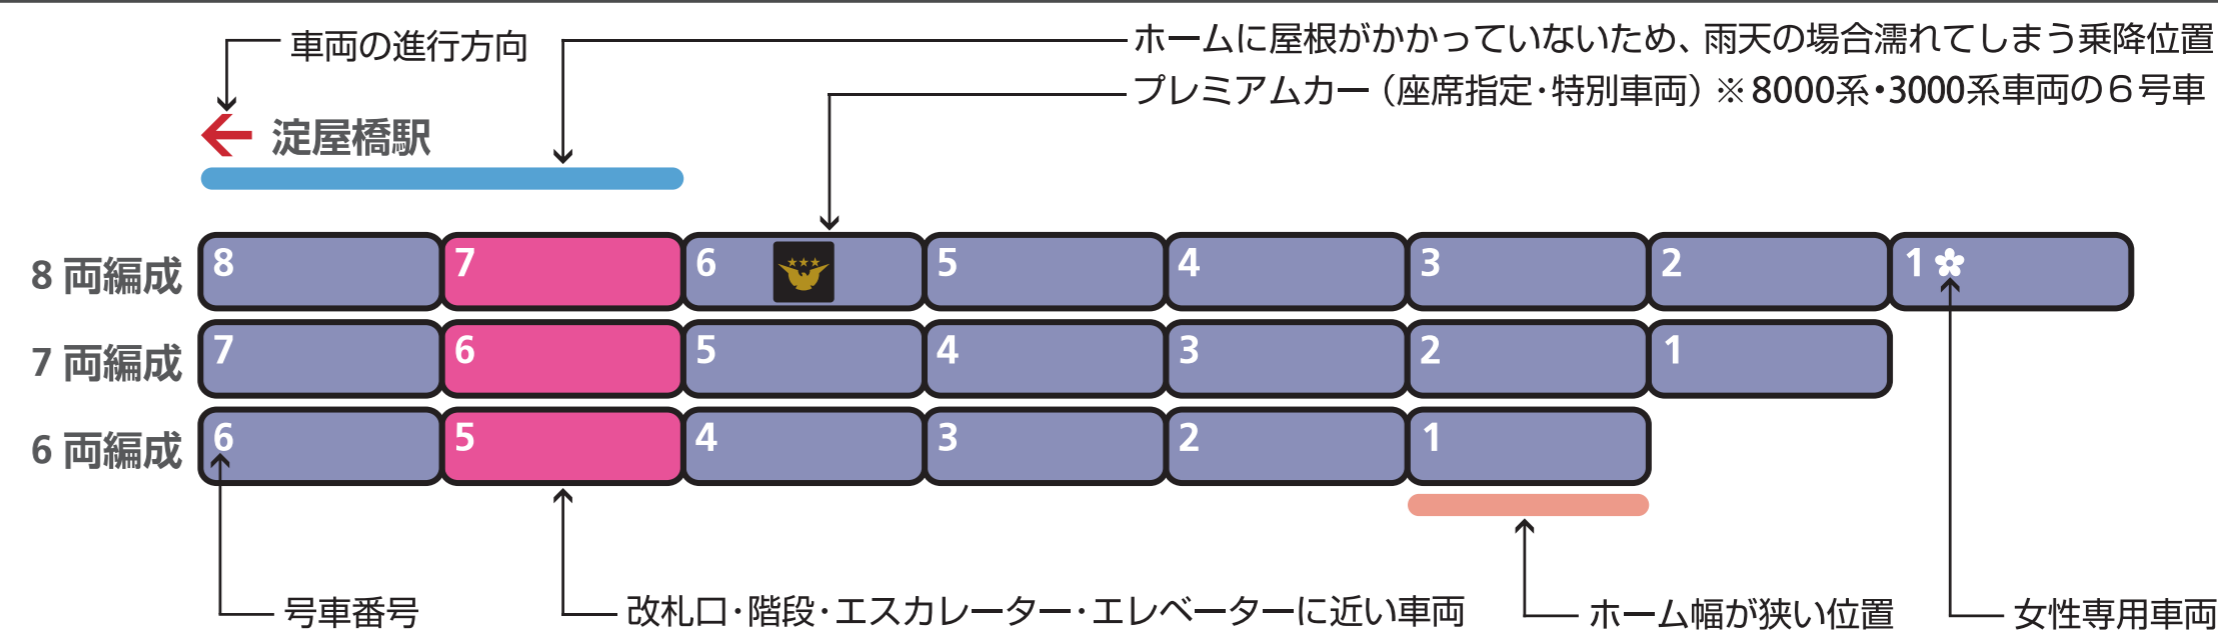 車両の進行方向
ホームに屋根がかかっていないため、雨天の場合濡れてしまう乗降位置
プレミアムカー（座席指定・特別車両）※8000系・3000系車両の６号車
淀屋橋駅
8 両編成 8 7 6 5 4 3 2 1
7 両編成 7 6 5 4 3 2 1
6 両編成 6 5 4 3 2 1
号車番号
改札口・階段・エスカレーター・エレベーターに近い車両
ホーム幅が狭い位置
女性専用車両